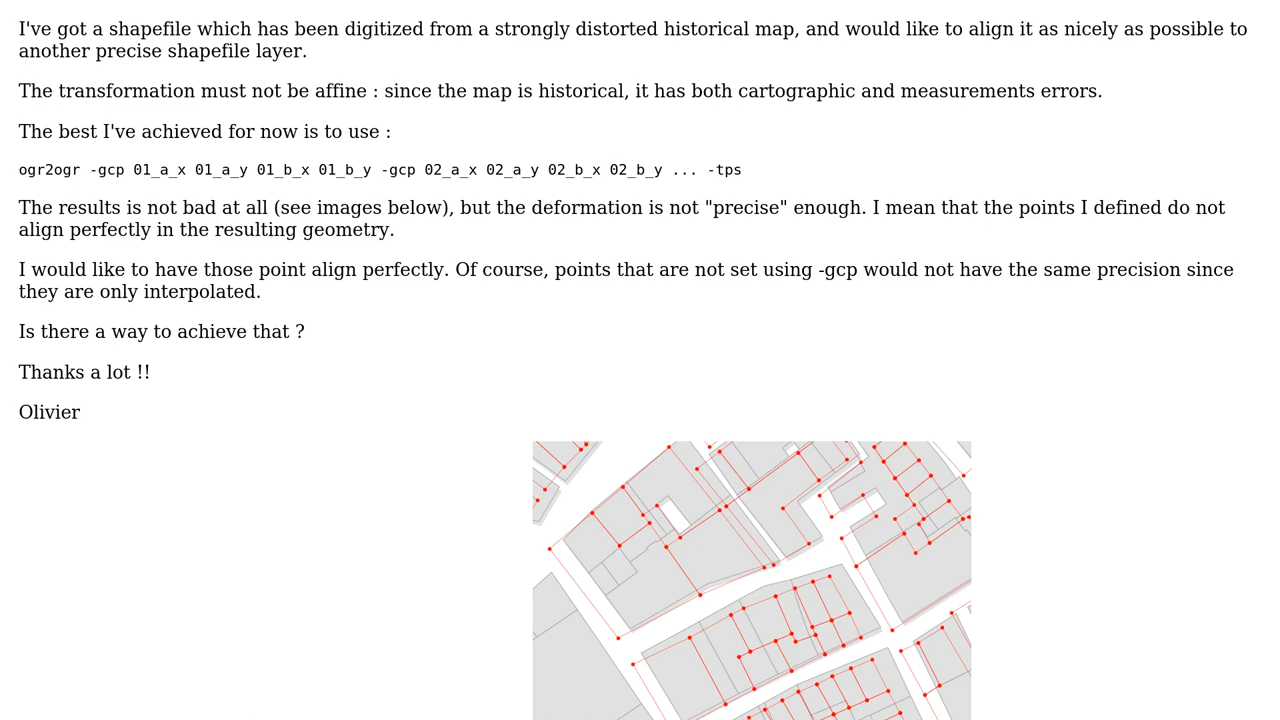 I've got a shapefile which has been digitized from a strongly distorted historical map, and would like to align it as nicely as possible to
another precise shapefile layer.
The transformation must not be affine : since the map is historical, it has both cartographic and measurements errors.
The best I've achieved for now is to use :
ogr2ogr -gcp 01_a_x 01_a_y 01_b_x 01_b_y -gcp 02_a_x 02_a_y 02_b_x 02_b_y ... -tps
The results is not bad at all (see images below), but the deformation is not "precise" enough. I mean that the points I defined do not
align perfectly in the resulting geometry.
I would like to have those point align perfectly. Of course, points that are not set using -gcp would not have the same precision since
they are only interpolated.
Is there a way to achieve that ?
Thanks a lot !!
Olivier